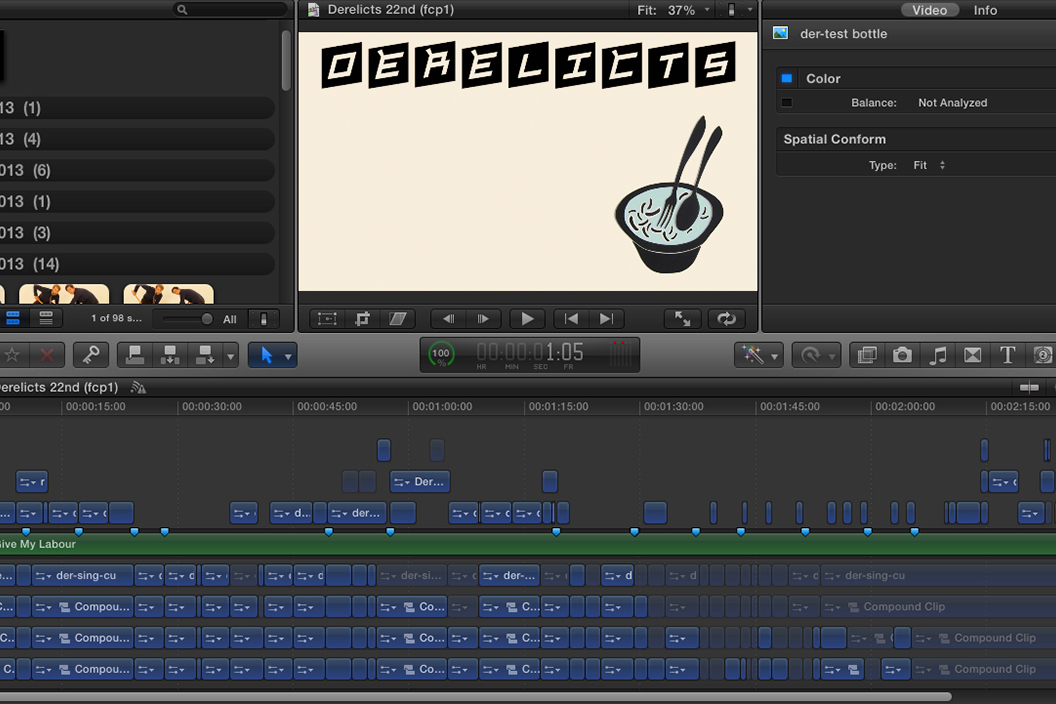 Derelicts 22nd (fcp1)
Fit: 37%
Video Info
der-test bottle
DERELICTS
Color
Balance: Not Analyzed
Spatial Conform
Type: Fit
13 (1)
13 (4)
013 (6)
013 (1)
013 (3)
013 (14)
1 of 98 s... All
100 % 00:00:01:05
HR MIN SEC FR
T
erelicts 22nd (fcp1)
00 00:00:15:00 00:00:30:00 00:00:45:00 00:01:00:00 00:01:15:00 00:01:30:00 00:01:45:00 00:02:00:00 00:02:15:00
r Der... c
... c c d... der... c c c
Give My Labour
e... der-sing-cu c c c c der-si... c der-... c d d c der-sing-cu
C... Compou... Co... C... Compound Clip
C.. Compou... Co... C... C Compound Clip
C. Compou... Co... C... Compound Clip